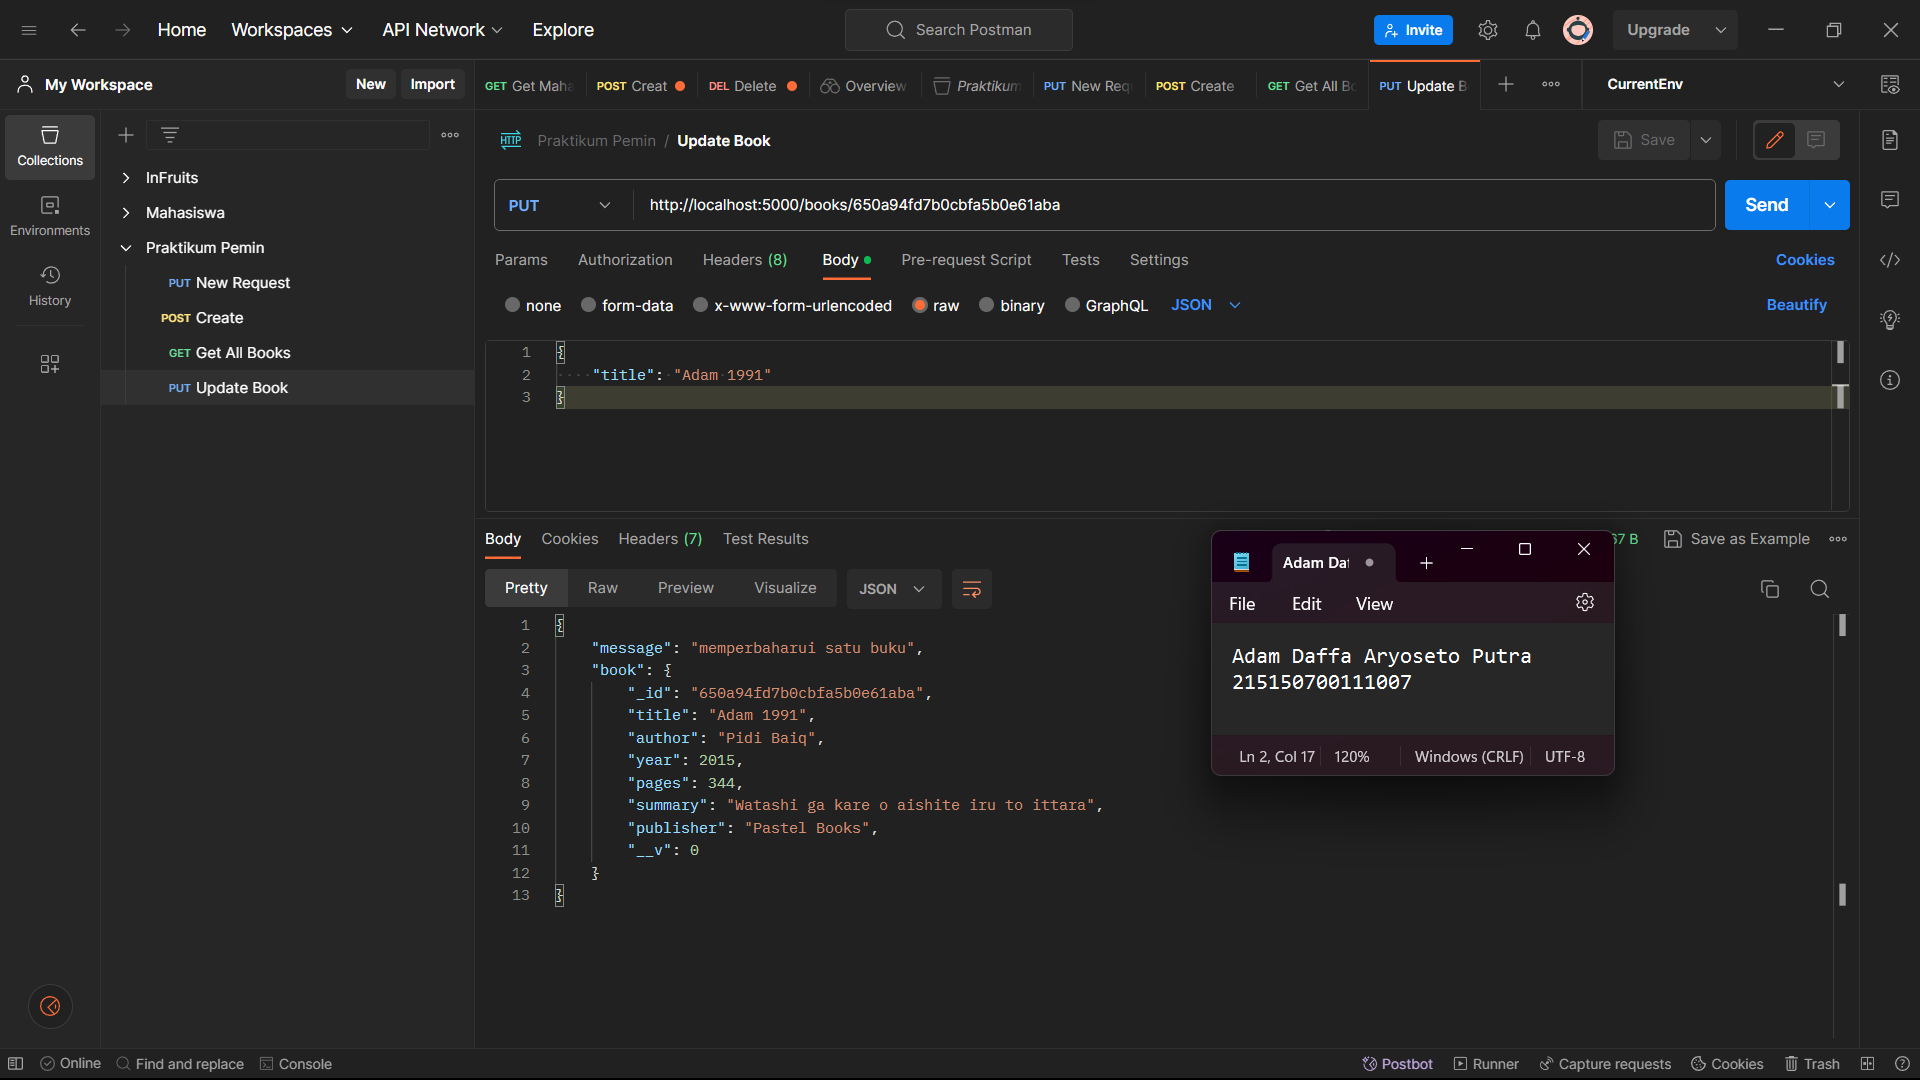 Home Workspaces API Network Explore Search Postman Invite Upgrade
My Workspace New Import
GET Get Maha POST Creat DEL Delete Overview Praktikum PUT New Req POST Create GET Get All Bo PUT Update B CurrentEnv
Collections
Environments
History
InFruits
Mahasiswa
Praktikum Pemin
PUT New Request
POST Create
GET Get All Books
PUT Update Book
HTTP Praktikum Pemin / Update Book Save
PUT http://localhost:5000/books/650a94fd7b0cbfa5b0e61aba Send
Params Authorization Headers (8) Body Pre-request Script Tests Settings Cookies
none form-data x-www-form-urlencoded raw binary GraphQL JSON Beautify
1 {
2 "title": "Adam 1991"
3 }
Body Cookies Headers (7) Test Results 67 B Save as Example
Pretty Raw Preview Visualize JSON
1 {
2 "message": "memperbaharui satu buku",
3 "book": {
4 "_id": "650a94fd7b0cbfa5b0e61aba",
5 "title": "Adam 1991",
6 "author": "Pidi Baiq",
7 "year": 2015,
8 "pages": 344,
9 "summary": "Watashi ga kare o aishite iru to ittara",
10 "publisher": "Pastel Books",
11 "__v": 0
12 }
13 }
Adam Daf
File Edit View
Adam Daffa Aryoseto Putra
215150700111007
Ln 2, Col 17 120% Windows (CRLF) UTF-8
Online Find and replace Console Postbot Runner Capture requests Cookies Trash